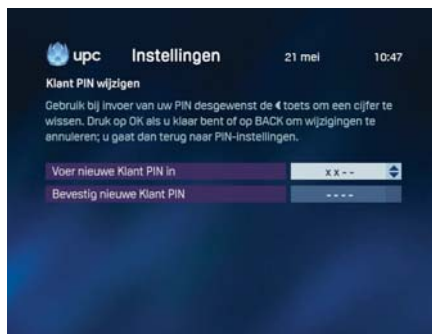 upc Instellingen 21 mei 10:47
Klant PIN wijzigen
Gebruik bij invoer van uw PIN desgewenst de ◀ toets om een cijfer te
wissen. Druk op OK als u klaar bent of op BACK om wijzigingen te
annuleren; u gaat dan terug naar PIN-instellingen.
Voer nieuwe Klant PIN in x x - -
Bevestig nieuwe Klant PIN - - - -